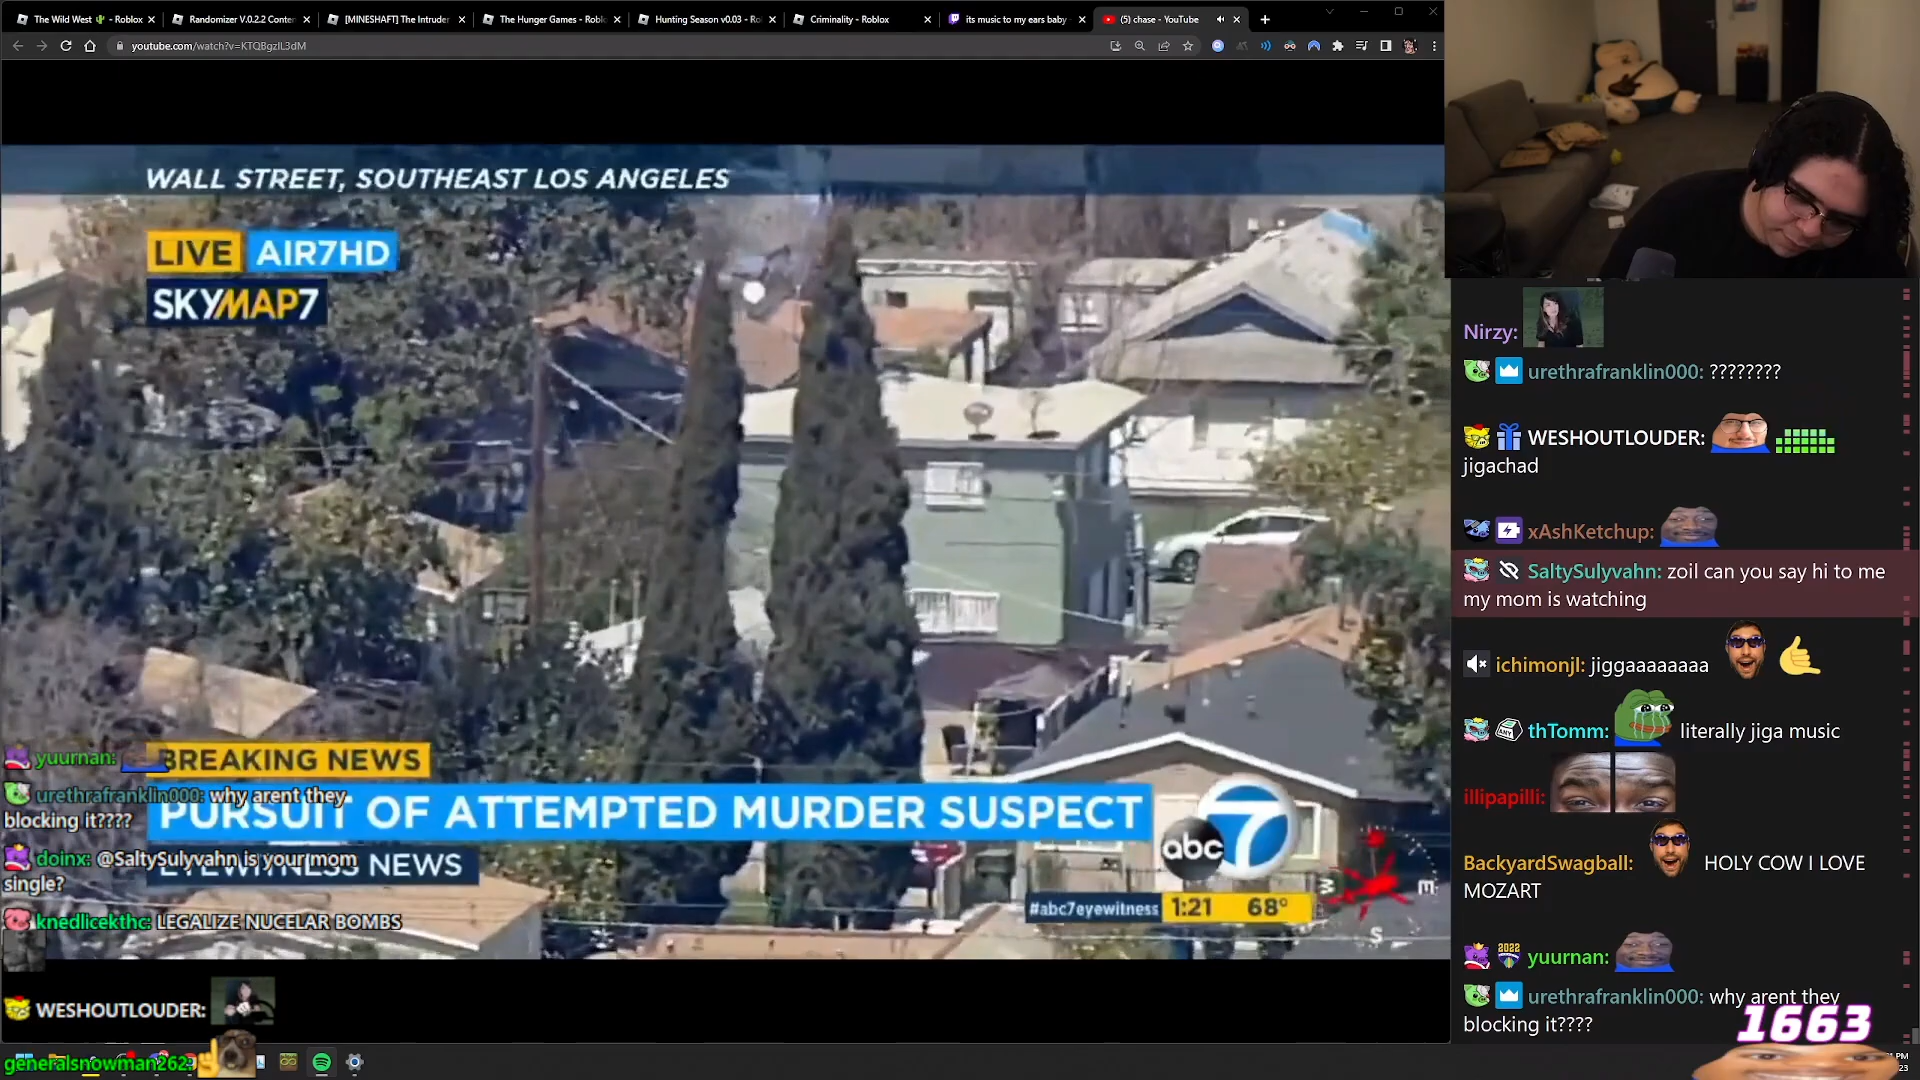 The Wild West 🌵 - Roblox
Randomizer V.0.2.2 Conten
[MINESHAFT] The Intruder
The Hunger Games - Robl
Hunting Season v0.03 - Ro
Criminality - Roblox
its music to my ears baby
(5) chase - YouTube
youtube.com/watch?v=KTQBgzlL3dM
WALL STREET, SOUTHEAST LOS ANGELES
LIVE AIR7HD
SKYMAP7
BREAKING NEWS
PURSUIT OF ATTEMPTED MURDER SUSPECT
EYEWITNESS NEWS
abc 7
#abc7eyewitness 1:21 68°
S
yuurnan:
urethrafranklin000: why arent they
blocking it????
doinx: @SaltySulyvahn is your mom
single?
knedlicekthc: LEGALIZE NUCELAR BOMBS
WESHOUTLOUDER:
generalsnowman262:
Nirzy:
urethrafranklin000: ????????
WESHOUTLOUDER:
jigachad
xAshKetchup:
SaltySulyvahn: zoil can you say hi to me
my mom is watching
ichimonjl: jiggaaaaaaaa
thTomm: literally jiga music
illipapilli:
BackyardSwagball: HOLY COW I LOVE
MOZART
2022
yuurnan:
urethrafranklin000: why arent they
blocking it????
1663
PM